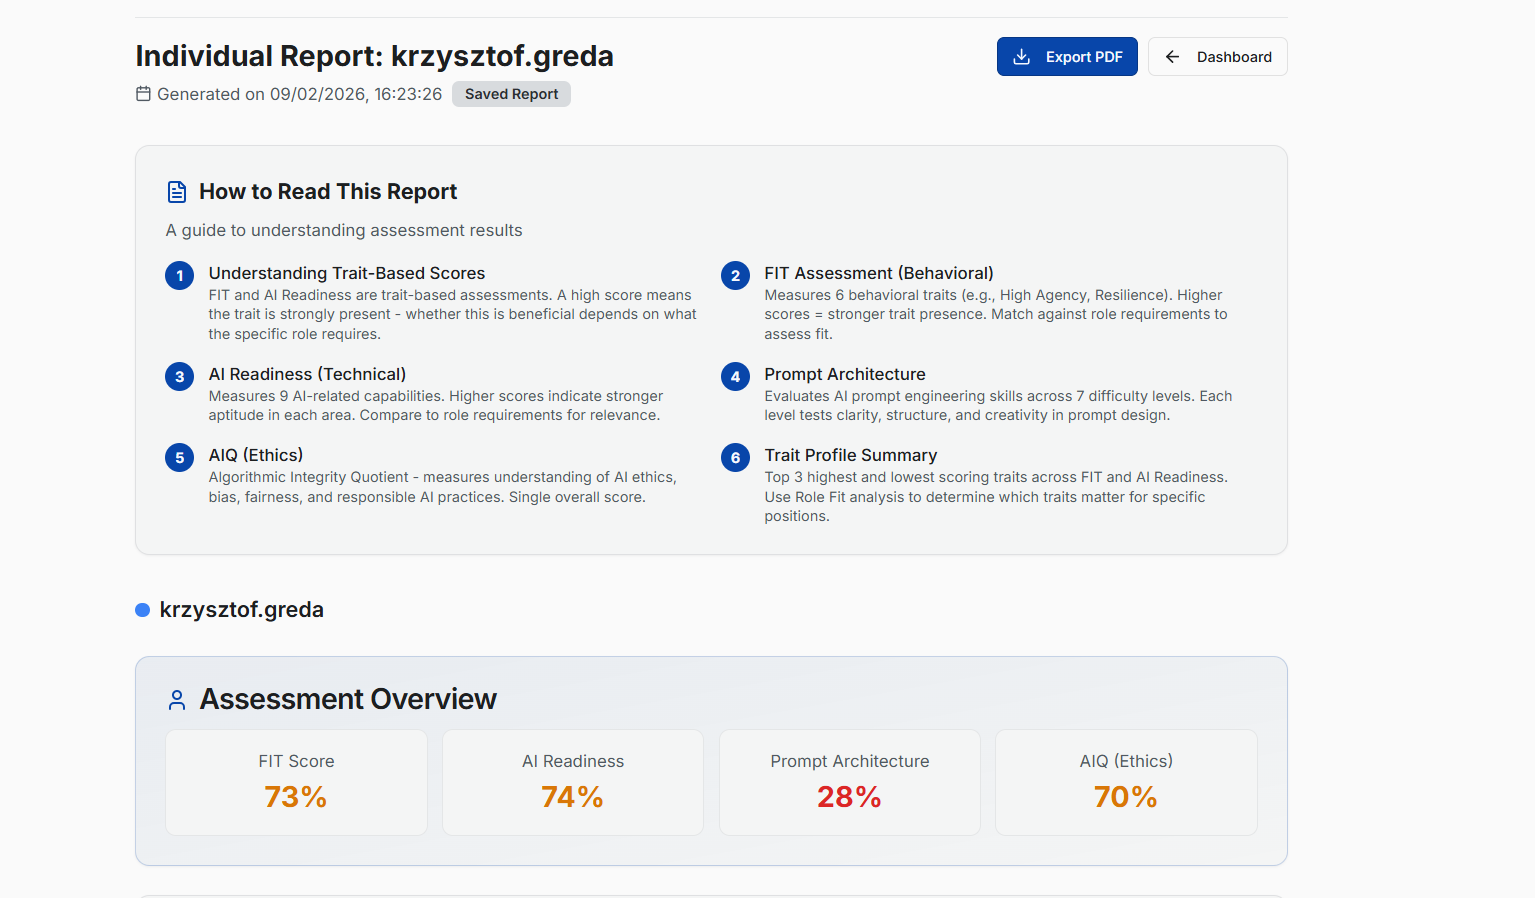 Individual Report: krzysztof.greda
Export PDF
Dashboard
Generated on 09/02/2026, 16:23:26
Saved Report
How to Read This Report
A guide to understanding assessment results
1
Understanding Trait-Based Scores
FIT and AI Readiness are trait-based assessments. A high score means
the trait is strongly present - whether this is beneficial depends on what
the specific role requires.
2
FIT Assessment (Behavioral)
Measures 6 behavioral traits (e.g., High Agency, Resilience). Higher
scores = stronger trait presence. Match against role requirements to
assess fit.
3
AI Readiness (Technical)
Measures 9 AI-related capabilities. Higher scores indicate stronger
aptitude in each area. Compare to role requirements for relevance.
4
Prompt Architecture
Evaluates AI prompt engineering skills across 7 difficulty levels. Each
level tests clarity, structure, and creativity in prompt design.
5
AIQ (Ethics)
Algorithmic Integrity Quotient - measures understanding of AI ethics,
bias, fairness, and responsible AI practices. Single overall score.
6
Trait Profile Summary
Top 3 highest and lowest scoring traits across FIT and AI Readiness.
Use Role Fit analysis to determine which traits matter for specific
positions.
krzysztof.greda
Assessment Overview
FIT Score
73%
AI Readiness
74%
Prompt Architecture
28%
AIQ (Ethics)
70%